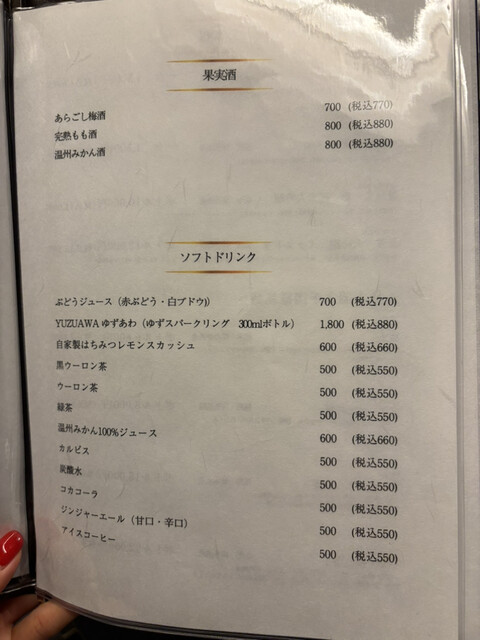 果実酒
あらごし梅酒 700 (税込770)
完熟もも酒 800 (税込880)
温州みかん酒 800 (税込880)
ソフトドリンク
ぶどうジュース（赤ぶどう・白ブドウ） 700 (税込770)
YUZUAWA ゆずあわ（ゆずスパークリング 300mlボトル） 1,800 (税込880)
自家製はちみつレモンスカッシュ 600 (税込660)
黒ウーロン茶 500 (税込550)
ウーロン茶 500 (税込550)
緑茶 500 (税込550)
温州みかん100%ジュース 600 (税込660)
カルピス 500 (税込550)
炭酸水 500 (税込550)
コカコーラ 500 (税込550)
ジンジャーエール（甘口・辛口） 500 (税込550)
アイスコーヒー 500 (税込550)